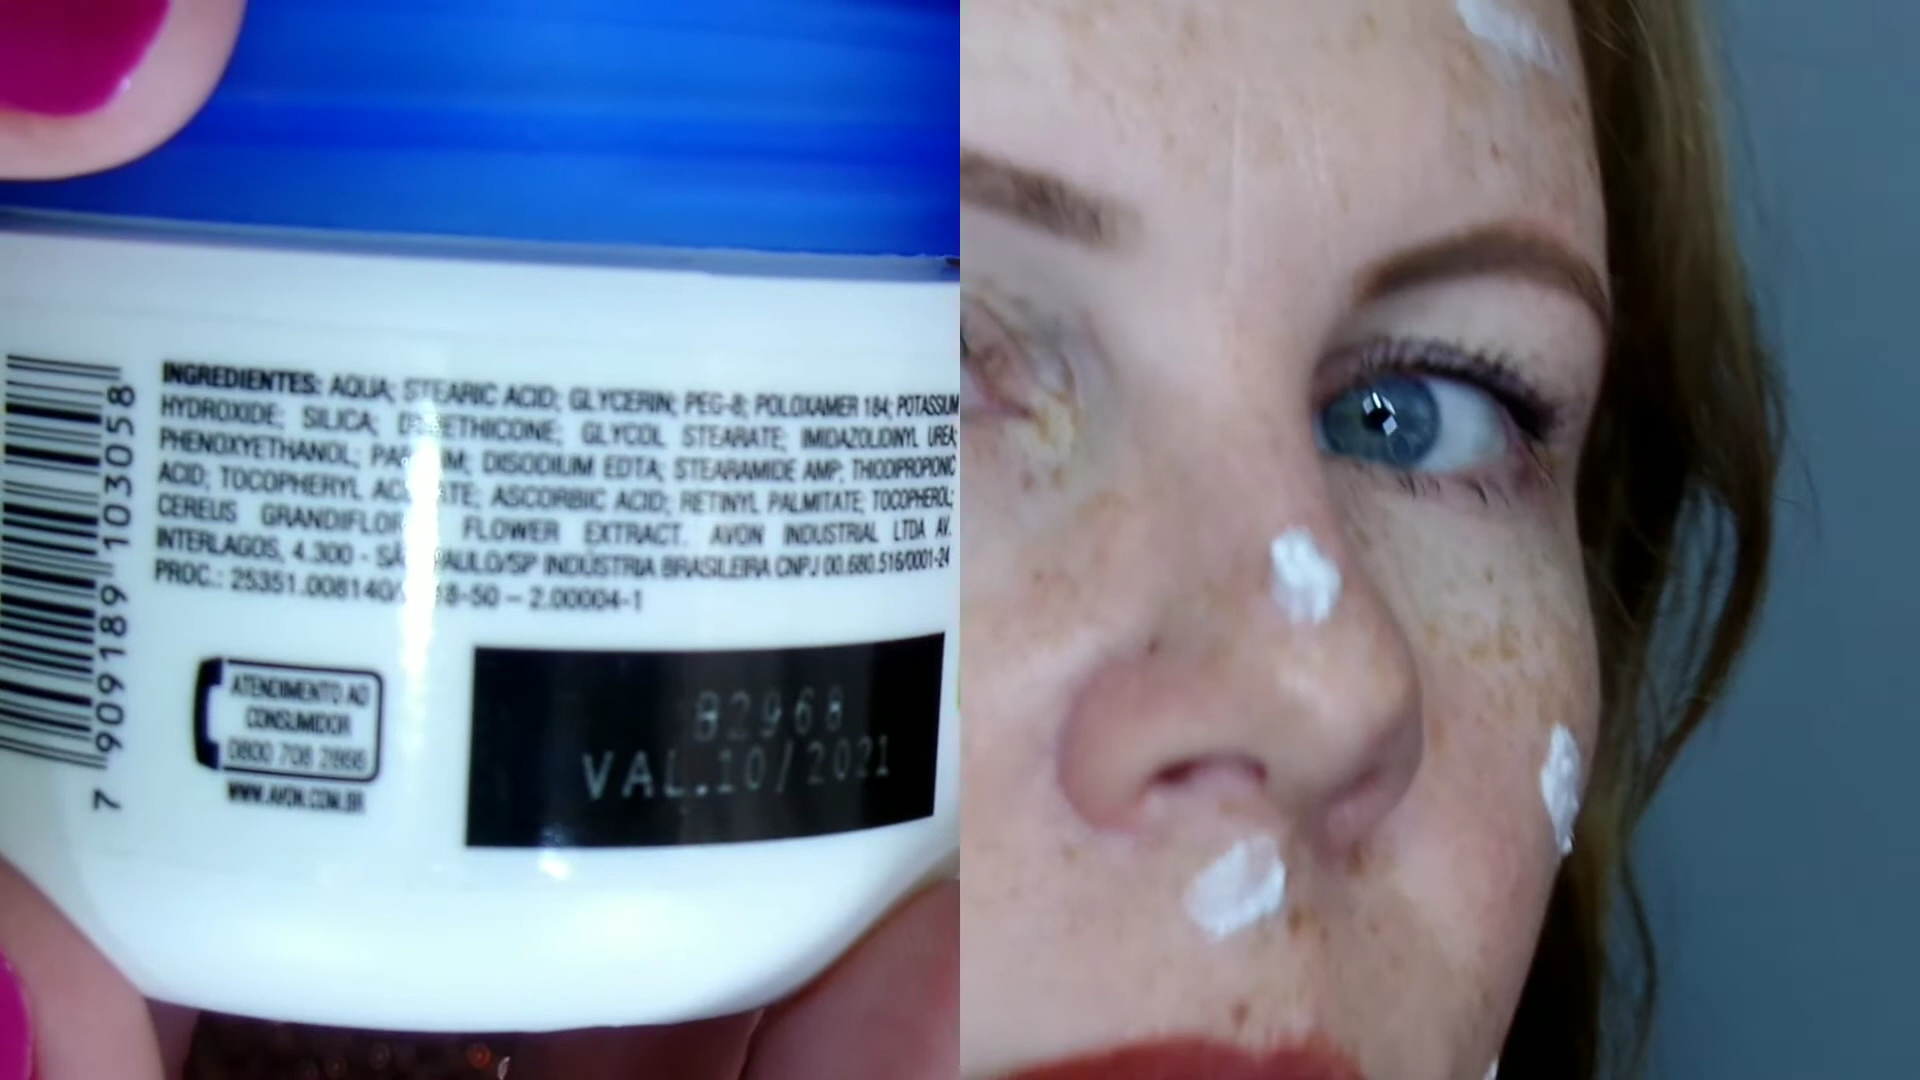 INGREDIENTES: AQUA; STEARIC ACID; GLYCERIN; PEG-8; POLOXAMER 184; POTASSIUM
HYDROXIDE; SILICA; GLYCOL STEARATE; IMIDAZOLIDINYL UREA;
PHENOXYETHANOL; DISODIUM EDTA; STEARAMIDE AMP; THIODIPROPIONIC
ACID; TOCOPHERYL ASCORBIC ACID; RETINYL PALMITATE; TOCOPHEROL;
CEREUS FLOWER EXTRACT. AVON INDUSTRIAL LTDA AV.
INTERLAGOS, 4.300 - INDÚSTRIA BRASILEIRA CNPJ 00.680.516/0001-24
PROC.: – 2.00004-1
7 909189 103058
ATENDIMENTO AO
CONSUMIDOR
0800 708 2866
WWW.AVON.COM.BR
B2968
VAL.10/2021